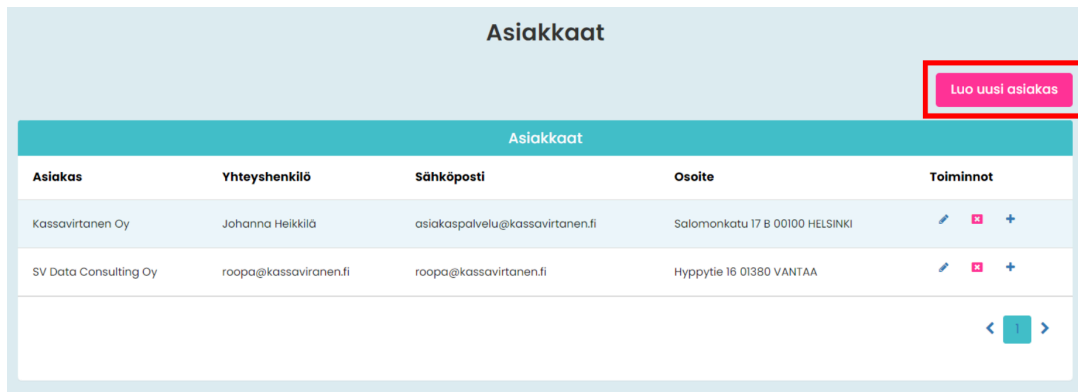 Asiakkaat
Luo uusi asiakas
Asiakkaat
Asiakas Yhteyshenkilö Sähköposti Osoite Toiminnot
Kassavirtanen Oy Johanna Heikkilä asiakaspalvelu@kassavirtanen.fi Salomonkatu 17 B 00100 HELSINKI
SV Data Consulting Oy roopa@kassaviranen.fi roopa@kassavirtanen.fi Hyppytie 16 01380 VANTAA
1